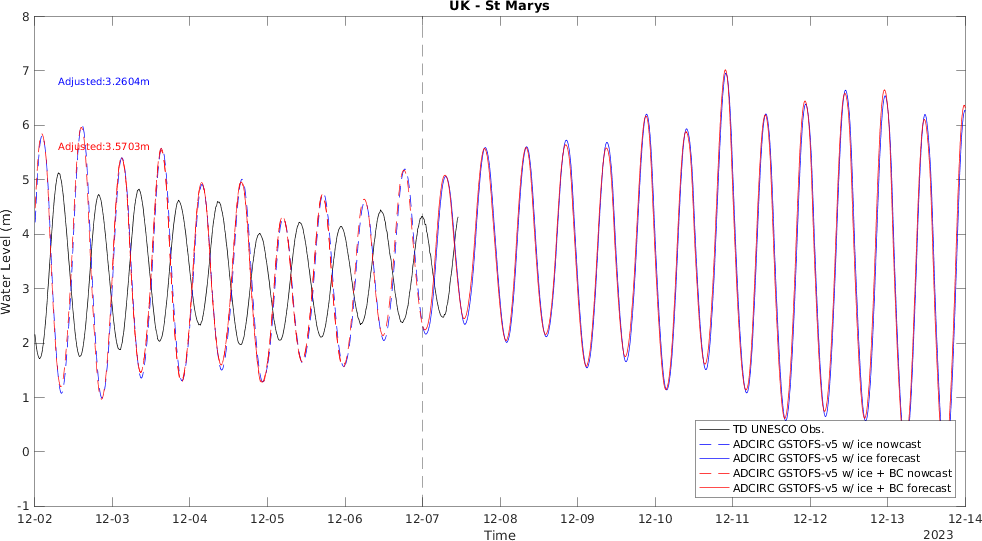 UK - St Marys
8
7
6
5
4
3
2
1
0
-1
Water Level (m)
Adjusted:3.2604m
Adjusted:3.5703m
TD UNESCO Obs.
ADCIRC GSTOFS-v5 w/ ice nowcast
ADCIRC GSTOFS-v5 w/ ice forecast
ADCIRC GSTOFS-v5 w/ ice + BC nowcast
ADCIRC GSTOFS-v5 w/ ice + BC forecast
12-02 12-03 12-04 12-05 12-06 12-07 12-08 12-09 12-10 12-11 12-12 12-13 12-14
Time
2023